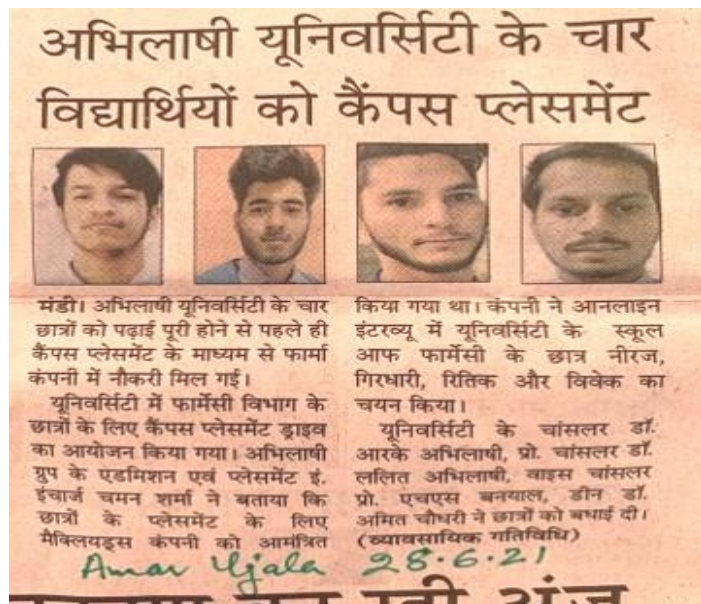 अभिलाषी यूनिवर्सिटी के चार
विद्यार्थियों को कैंपस प्लेसमेंट
मंडी। अभिलाषी यूनिवर्सिटी के चार
छात्रों को पढ़ाई पूरी होने से पहले ही
कैंपस प्लेसमेंट के माध्यम से फार्मा
कंपनी में नौकरी मिल गई।
यूनिवर्सिटी में फार्मेसी विभाग के
छात्रों के लिए कैंपस प्लेसमेंट ड्राइव
का आयोजन किया गया। अभिलाषी
ग्रुप के एडमिशन एवं प्लेसमेंट इं.
इंचार्ज चमन शर्मा ने बताया कि
छात्रों के प्लेसमेंट के लिए
मैक्लियड्स कंपनी को आमंत्रित
किया गया था। कंपनी ने आनलाइन
इंटरव्यू में यूनिवर्सिटी के स्कूल
आफ फार्मेसी के छात्र नीरज,
गिरधारी, रितिक और विवेक का
चयन किया।
यूनिवर्सिटी के चांसलर डॉ.
आरके अभिलाषी, प्रो. चांसलर डॉ.
ललित अभिलाषी, वाइस चांसलर
प्रो. एचएस बनयाल, डीन डॉ.
अमित चौधरी ने छात्रों को बधाई दी।
(व्यावसायिक गतिविधि)
Amar Ujala 28.6.21